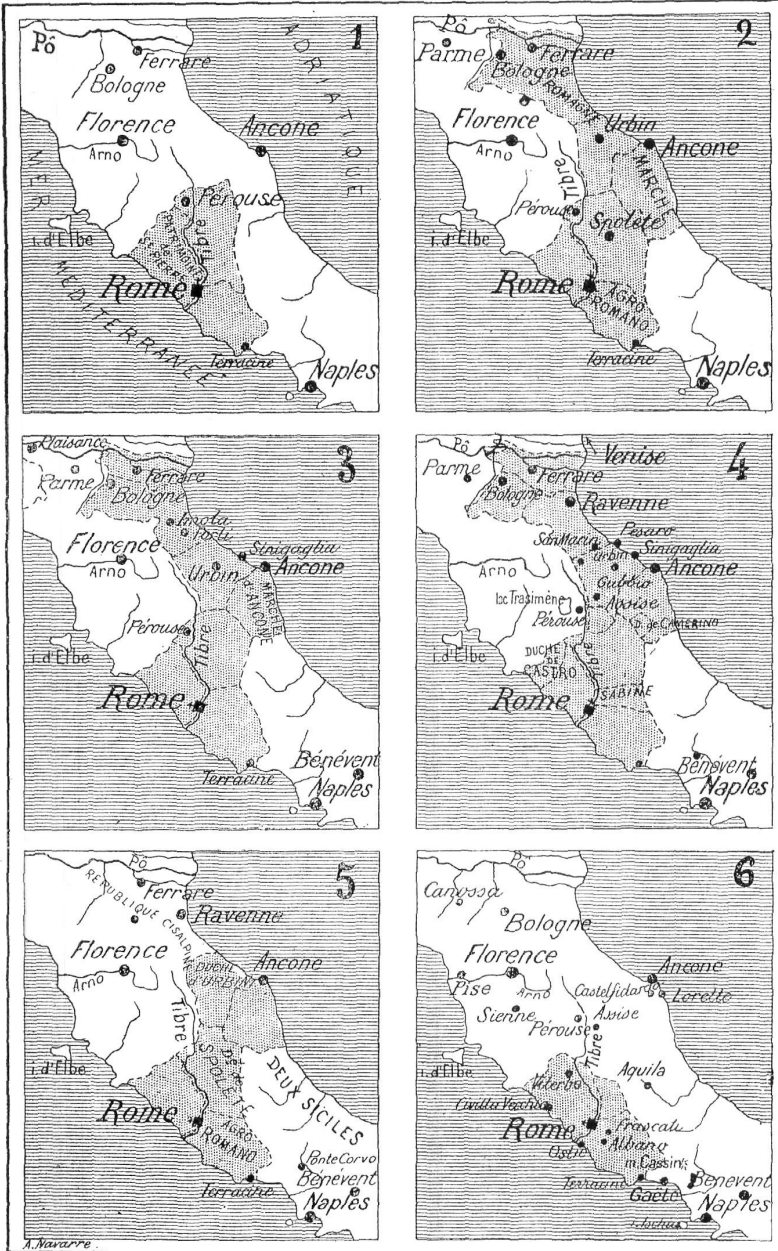 1
Pô
ADRIATIQUE
Ferrare
Bologne
Florence
Arno
Ancone
MER
MÉDITERRANÉE
i. d'Elbe
Pérouse
Tibre
PATRIMOINE
de
St PIERRE
Rome
Terracine
Naples
2
Pô
Parme
Ferrare
Bologne
ROMAGNE
Florence
Arno
Urbin
Ancone
MARCHE
Tibre
Pérouse
Spolète
i. d'Elbe
Rome
AGRO
ROMANO
Terracine
Naples
3
Plaisance
Parme
Ferrare
Bologne
Imola
Forli
Florence
Arno
Sinigaglia
Urbin
Ancone
MARCHE
D'ANCONE
Pérouse
Tibre
i. d'Elbe
Rome
Terracine
Bénévent
Naples
4
Pô
Venise
Parme
Ferrare
Bologne
Ravenne
San Marin
Pesaro
Urbin
Sinigaglia
Ancone
Arno
Gubbio
lac Trasimène
Assise
Pérouse
D. de CAMERINO
i. d'Elbe
DUCHÉ
DE
CASTRO
Tibre
SABINE
Rome
Bénévent
Naples
5
Pô
Ferrare
RÉPUBLIQUE CISALPINE
Ravenne
Florence
Arno
DUCHÉ
d'URBIN
Ancone
Tibre
i. d'Elbe
SPOLÈTE
DEUX SICILES
Rome
AGRO
ROMANO
Ponte Corvo
Bénévent
Terracine
Naples
6
Pô
Canossa
Bologne
Florence
Pise
Arno
Ancone
Castelfidardo
Lorette
Sienne
Assise
Pérouse
Tibre
i. d'Elbe
Viterbe
Aquila
Civitta Vecchia
Rome
Frascati
Albano
Ostie
m. Cassin
Terracine
Gaëte
Bénévent
Naples
i. Ischia
A. Navarre.